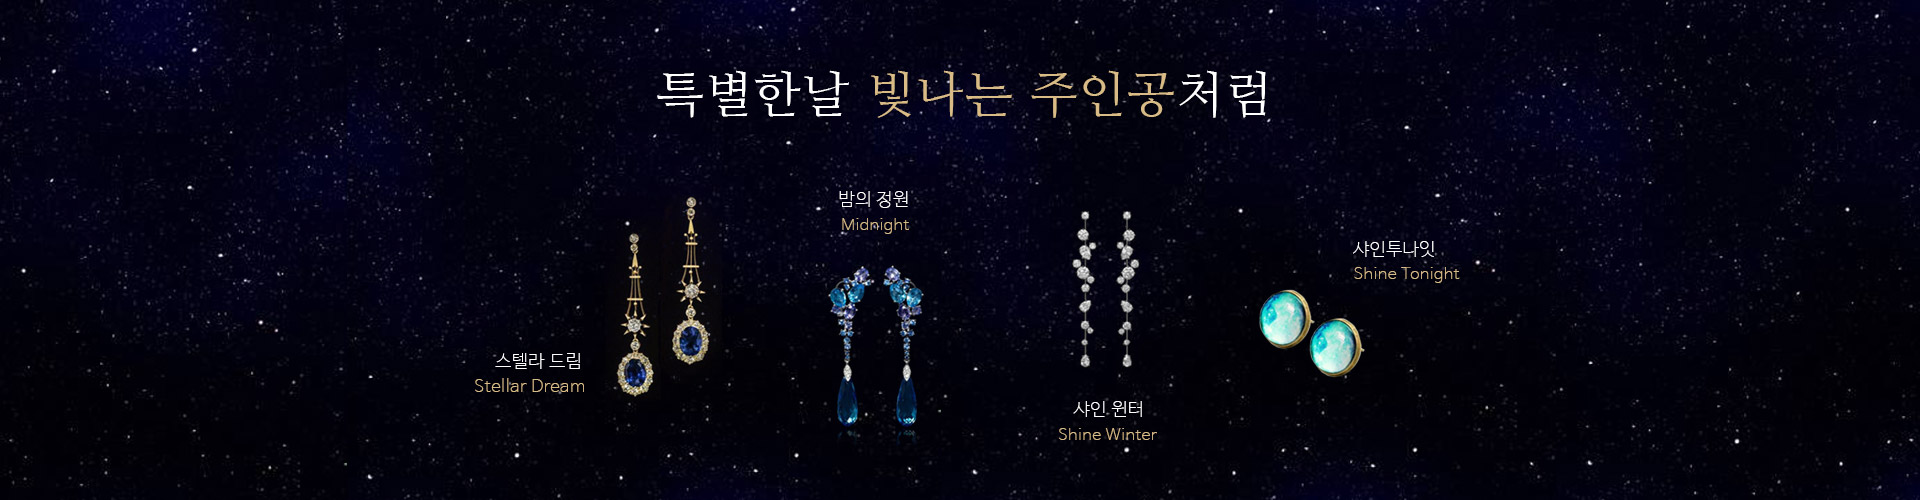 특별한날 빛나는 주인공처럼
스텔라 드림
Stellar Dream
밤의 정원
Midnight
샤인 윈터
Shine Winter
샤인투나잇
Shine Tonight